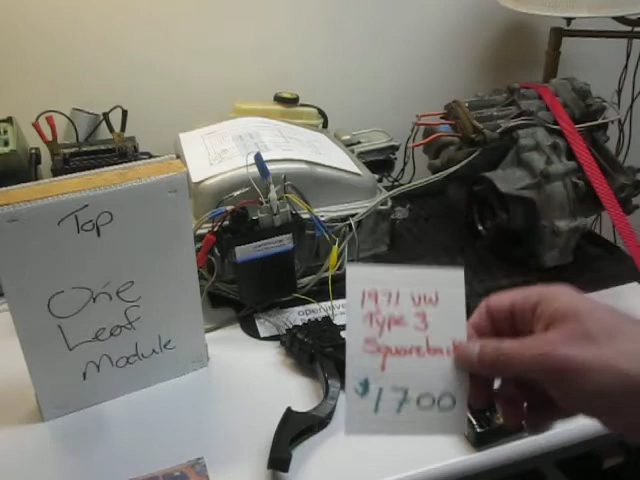 Top
One
Leaf
Module
1971 VW
Type 3
Squareback
$1700